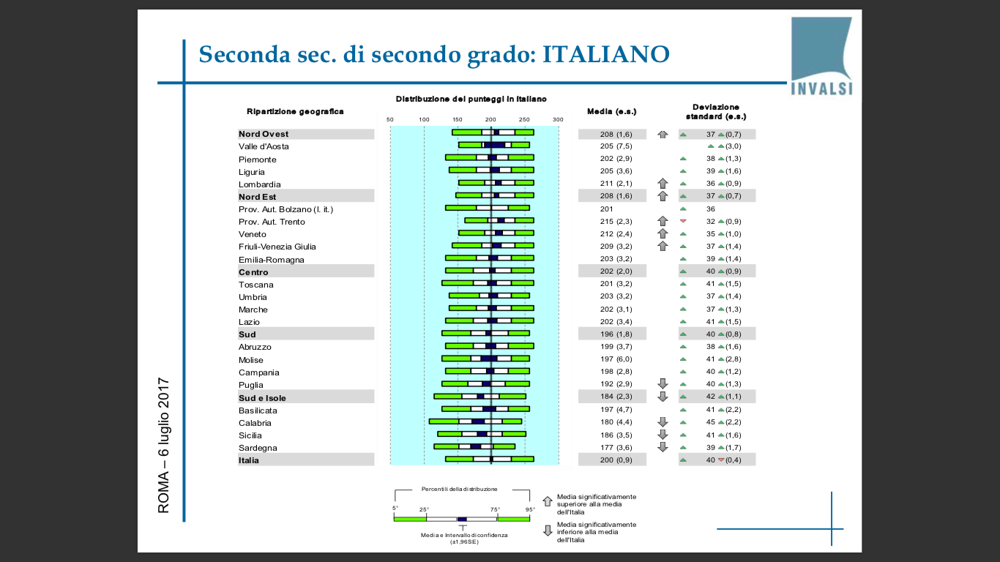 Seconda sec. di secondo grado: ITALIANO
INVALSI
Distribuzione dei punteggi in Italiano
Ripartizione geografica
Media (e.s.)
Deviazione
standard (e.s.)
50 100 150 200 250 300
Nord Ovest 208 (1,6) 37 (0,7)
Valle d'Aosta 205 (7,5) (3,0)
Piemonte 202 (2,9) 38 (1,3)
Liguria 205 (3,6) 39 (1,6)
Lombardia 211 (2,1) 36 (0,9)
Nord Est 208 (1,6) 37 (0,7)
Prov. Aut. Bolzano (l. it.) 201 36
Prov. Aut. Trento 215 (2,3) 32 (0,9)
Veneto 212 (2,4) 35 (1,0)
Friuli-Venezia Giulia 209 (3,2) 37 (1,4)
Emilia-Romagna 203 (3,2) 39 (1,4)
Centro 202 (2,0) 40 (0,9)
Toscana 201 (3,2) 41 (1,5)
Umbria 203 (3,2) 37 (1,4)
Marche 202 (3,1) 37 (1,3)
Lazio 202 (3,4) 41 (1,5)
Sud 196 (1,8) 40 (0,8)
Abruzzo 199 (3,7) 38 (1,6)
Molise 197 (6,0) 41 (2,8)
Campania 198 (2,8) 40 (1,2)
Puglia 192 (2,9) 40 (1,3)
Sud e Isole 184 (2,3) 42 (1,1)
Basilicata 197 (4,7) 41 (2,2)
Calabria 180 (4,4) 45 (2,2)
Sicilia 186 (3,5) 41 (1,6)
Sardegna 177 (3,6) 39 (1,7)
Italia 200 (0,9) 40 (0,4)
ROMA – 6 luglio 2017
Percentili della distribuzione
5° 25° 75° 95°
Media e Intervallo di confidenza
(±1,96SE)
Media significativamente
superiore alla media
dell'Italia
Media significativamente
inferiore alla media
dell'Italia